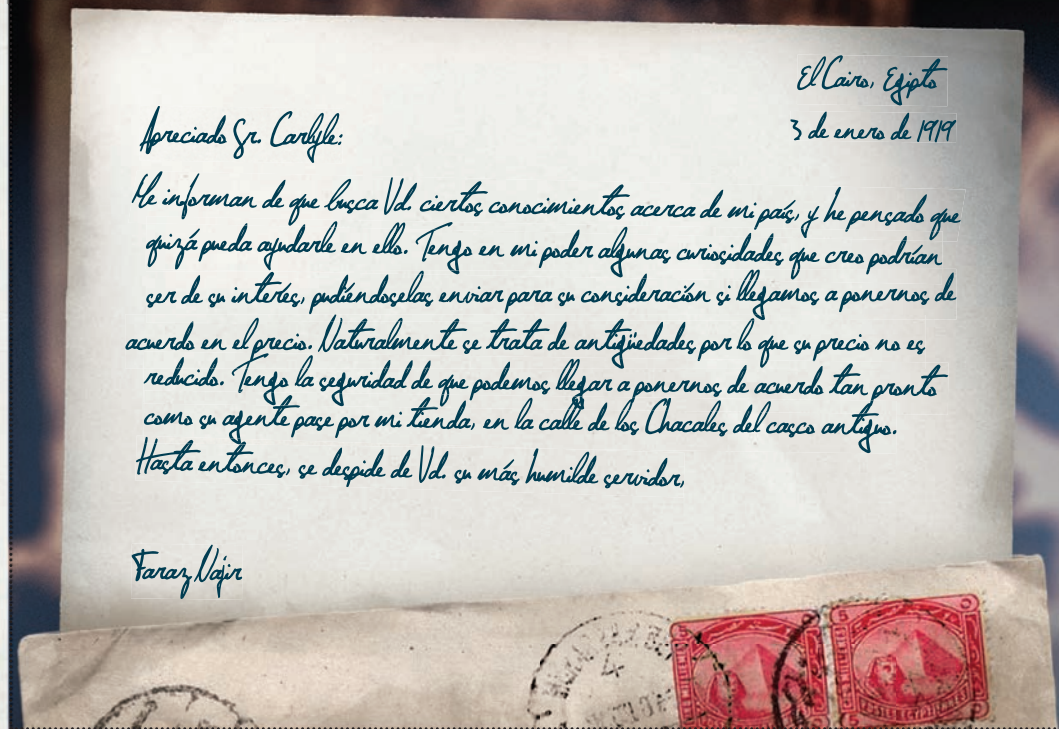 El Cairo, Egipto
3 de enero de 1919
Apreciado Sr. Carlyle:
Me informan de que busca Vd. ciertos conocimientos acerca de mi país, y he pensado que
quizá pueda ayudarle en ello. Tengo en mi poder algunas curiosidades que creo podrían
ser de su interés, pudiéndoselas enviar para su consideración si llegamos a ponernos de
acuerdo en el precio. Naturalmente se trata de antigüedades por lo que su precio no es
reducido. Tengo la seguridad de que podemos llegar a ponernos de acuerdo tan pronto
como su agente pase por mi tienda, en la calle de los Chacales del casco antiguo.
Hasta entonces, se despide de Vd. su más humilde servidor,
Faraz Najir
5 5
POSTES EGYPTIENNES